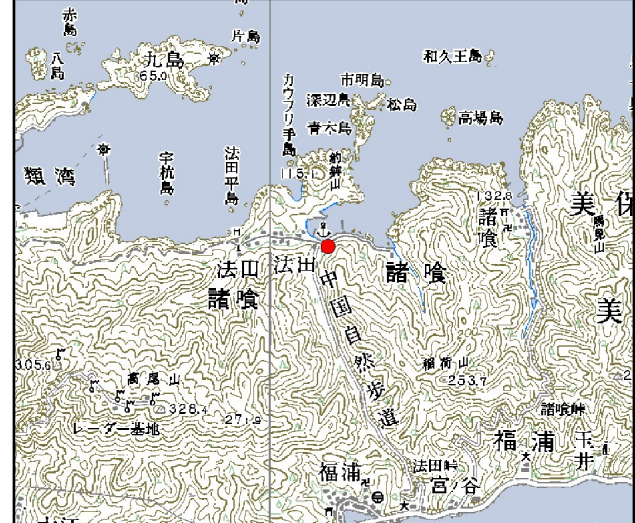 赤島
片島
八島
九島
65.0
和久王島
市明島
深辺島
松島
青木島
高場島
カウフリ手島
115.1
法田平島
宇杭島
類湾
132.8
諸喰
美保
美
法田
法田
諸喰
諸喰
中国自然歩道
稲荷山
253.7
305.6
高尾山
328.4
271.9
レーダー基地
諸喰峠
福浦
玉井
法田峠
宮ノ谷
福浦